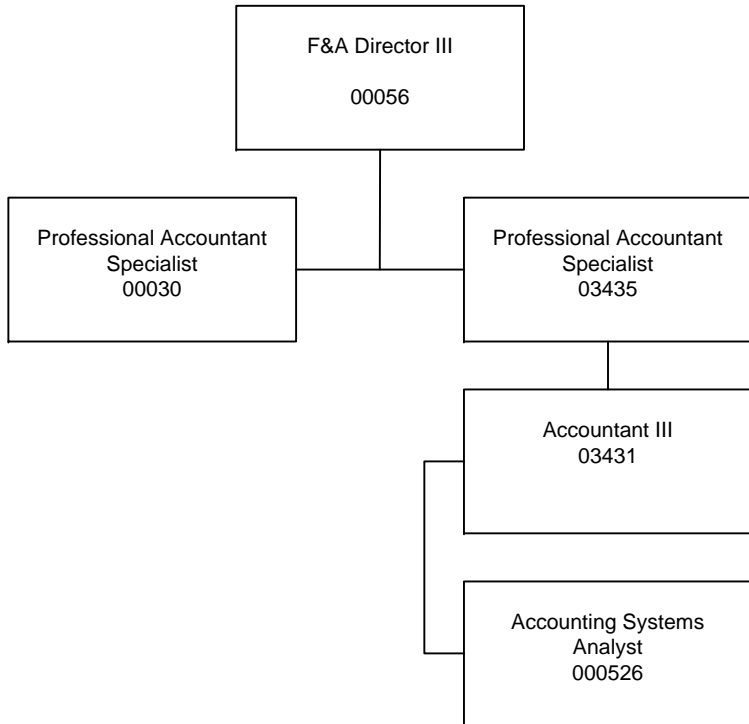 F&A Director III
00056
Professional Accountant
Specialist
00030
Professional Accountant
Specialist
03435
Accountant III
03431
Accounting Systems
Analyst
000526